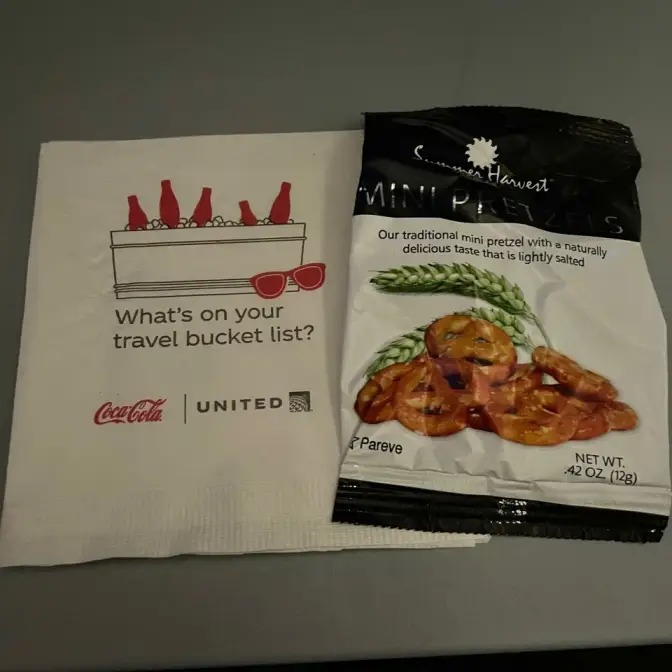 What's on your
travel bucket list?
Coca-Cola
UNITED
Summer Harvest
MINI PRETZELS
Our traditional mini pretzel with a naturally
delicious taste that is lightly salted
Pareve
NET WT.
.42 OZ. (12g)